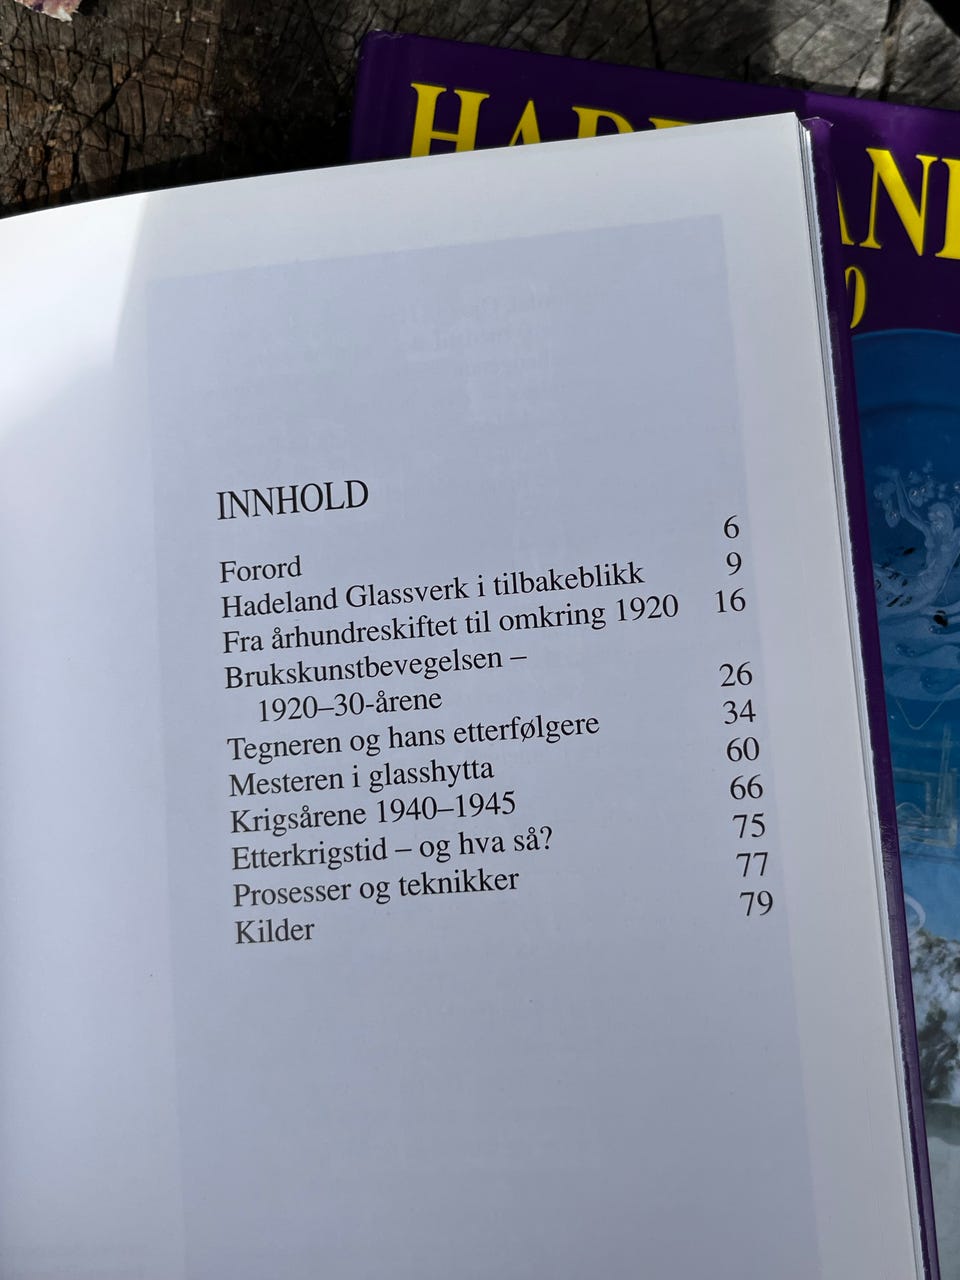 HADE AND
INNHOLD
Forord 6
Hadeland Glassverk i tilbakeblikk 9
Fra århundreskiftet til omkring 1920 16
Brukskunstbevegelsen –
1920–30-årene 26
Tegneren og hans etterfølgere 34
Mesteren i glasshytta 60
Krigsårene 1940–1945 66
Etterkrigstid – og hva så? 75
Prosesser og teknikker 77
Kilder 79